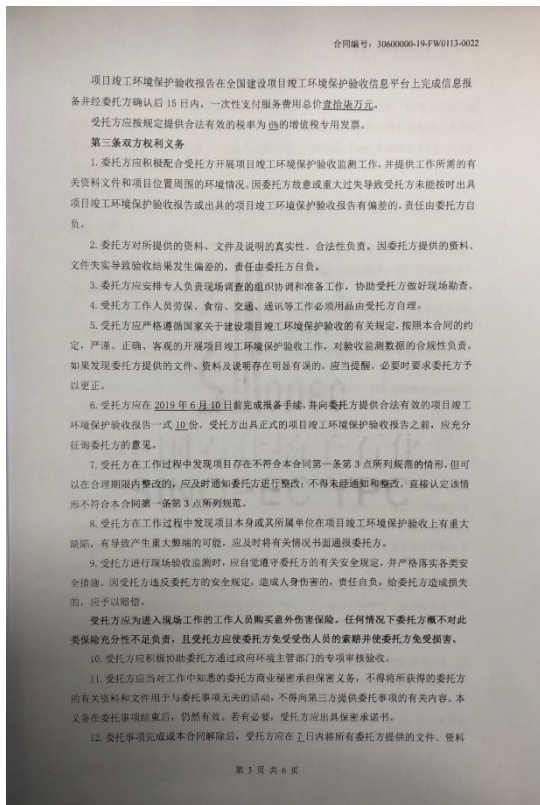 合同编号：30600000-19-FW0113-0022
项目竣工环境保护验收报告在全国建设项目竣工环境保护验收信息平台上完成信息报
备并经委托方确认后 15 日内，一次性支付服务费用总价壹拾柒万元。
受托方应按规定提供合法有效的税率为 6%的增值税专用发票。
第三条双方权利义务
1. 委托方应积极配合受托方开展项目竣工环境保护验收监测工作，并提供工作所需的有
关资料文件和项目位置周围的环境情况。因委托方故意或重大过失导致受托方未能按时出具
项目竣工环境保护验收报告或出具的项目竣工环境保护验收报告有偏差的，责任由委托方自
负。
2. 委托方对所提供的资料、文件及说明的真实性、合法性负责。因委托方提供的资料、
文件失实导致验收结果发生偏差的，责任由委托方自负。
3. 委托方应安排专人负责现场调查的组织协调和准备工作，协助受托方做好现场勘查。
4. 受托方工作人员劳保、食宿、交通、通讯等工作必须用品由受托方自理。
5. 受托方应严格遵循国家关于建设项目竣工环境保护验收的有关规定，按照本合同的约
定，严谨、正确、客观的开展项目竣工环境保护验收工作，对验收监测数据的合规性负责。
如果发现委托方提供的文件、资料及说明存在明显有误的，应当提醒，必要时要求委托方予
以更正。
6. 受托方应在 2019 年 6 月 10 日前完成报备手续，并向委托方提供合法有效的项目竣工
环境保护验收报告一式 10 份。受托方出具正式的项目竣工环境保护验收报告之前，应充分
征询委托方的意见。
7. 受托方在工作过程中发现项目存在不符合本合同第一条第 3 点所列规范的情形，但可
以在合理期限内整改的，应及时通知委托方进行整改；不得未经通知和整改，直接认定该情
形不符合本合同第一条第 3 点所列规范。
8. 受托方在工作过程中发现项目本身或其所属单位在项目竣工环境保护验收上有重大
缺陷，有导致产生重大弊端的可能，应及时将有关情况书面通报委托方。
9. 受托方进行现场验收监测时，应自觉遵守委托方的有关安全规定，并严格落实各类安
全措施。因受托方违反委托方的安全规定，造成人身伤害的，责任自负，给委托方造成损失
的，应予以赔偿。
受托方应为进入现场工作的工作人员购买意外伤害保险。任何情况下委托方概不对此
类保险充分性不足负责，且受托方应使委托方免受受伤人员的索赔并使委托方免受损害。
10. 受托方应积极协助委托方通过政府环境主管部门的专项审核验收。
11. 受托方应当对工作中知悉的委托方商业秘密承担保密义务，不得将所获得的委托方
的有关资料和文件用于与委托事项无关的活动，不得向第三方提供委托事项的有关内容。本
义务在委托事项结束后，仍然有效。若有必要，受托方应出具保密承诺书。
12. 委托事项完成或本合同解除后，受托方应在 7 日内将所有委托方提供的文件、资料
第 3 页 共 6 页